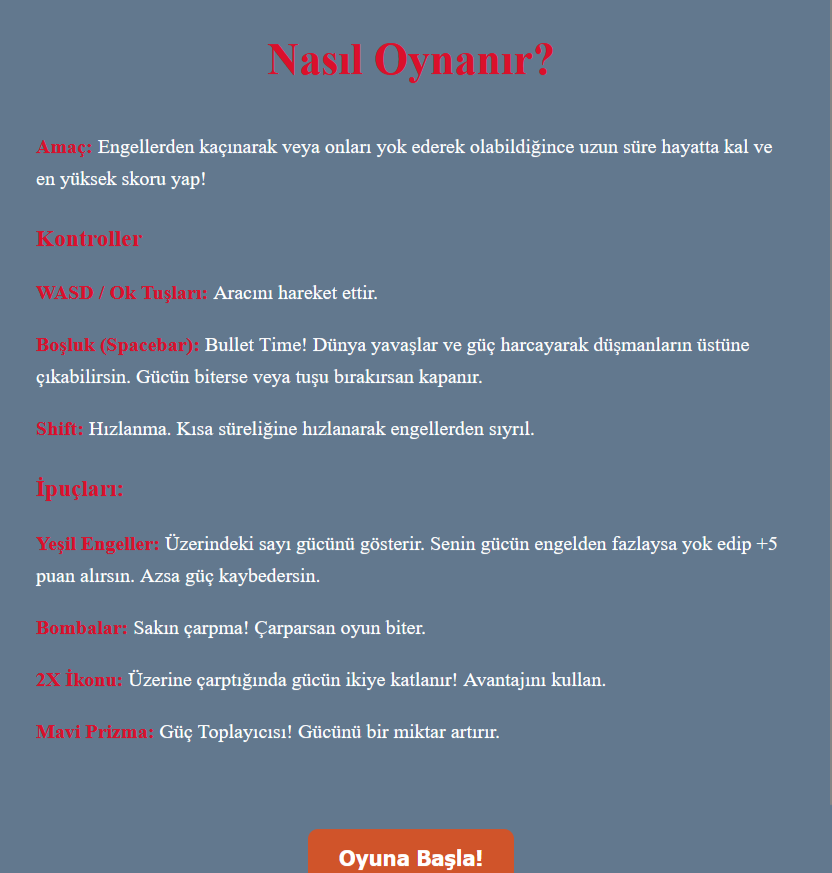 Nasıl Oynanır?
Amaç: Engellerden kaçınarak veya onları yok ederek olabildiğince uzun süre hayatta kal ve
en yüksek skoru yap!
Kontroller
WASD / Ok Tuşları: Aracını hareket ettir.
Boşluk (Spacebar): Bullet Time! Dünya yavaşlar ve güç harcayarak düşmanların üstüne
çıkabilirsin. Gücün biterse veya tuşu bırakırsan kapanır.
Shift: Hızlanma. Kısa süreliğine hızlanarak engellerden sıyrıl.
İpuçları:
Yeşil Engeller: Üzerindeki sayı gücünü gösterir. Senin gücün engelden fazlaysa yok edip +5
puan alırsın. Azsa güç kaybedersin.
Bombalar: Sakın çarpma! Çarparsan oyun biter.
2X İkonu: Üzerine çarptığında gücün ikiye katlanır! Avantajını kullan.
Mavi Prizma: Güç Toplayıcısı! Gücünü bir miktar artırır.
Oyuna Başla!